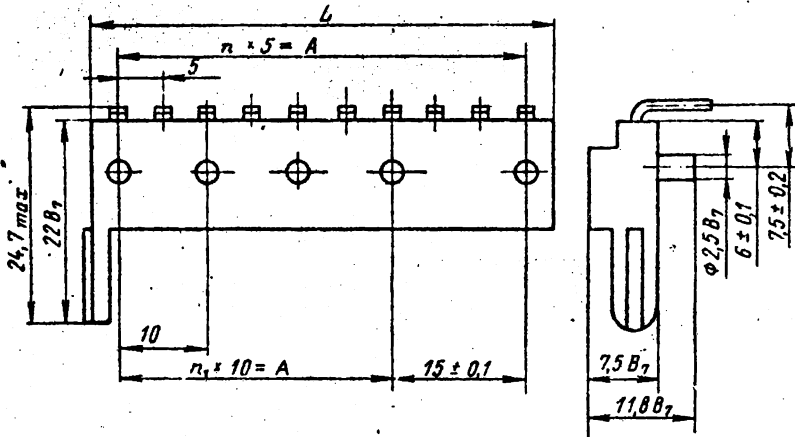 L
n × 5 = A
5
24,7 max
22 B₇
10
n₁ × 10 = A
15 ± 0,1
Ф 2,5 B₇
6 ± 0,1
7,5 ± 0,2
7,5 B₇
11,8 B₇